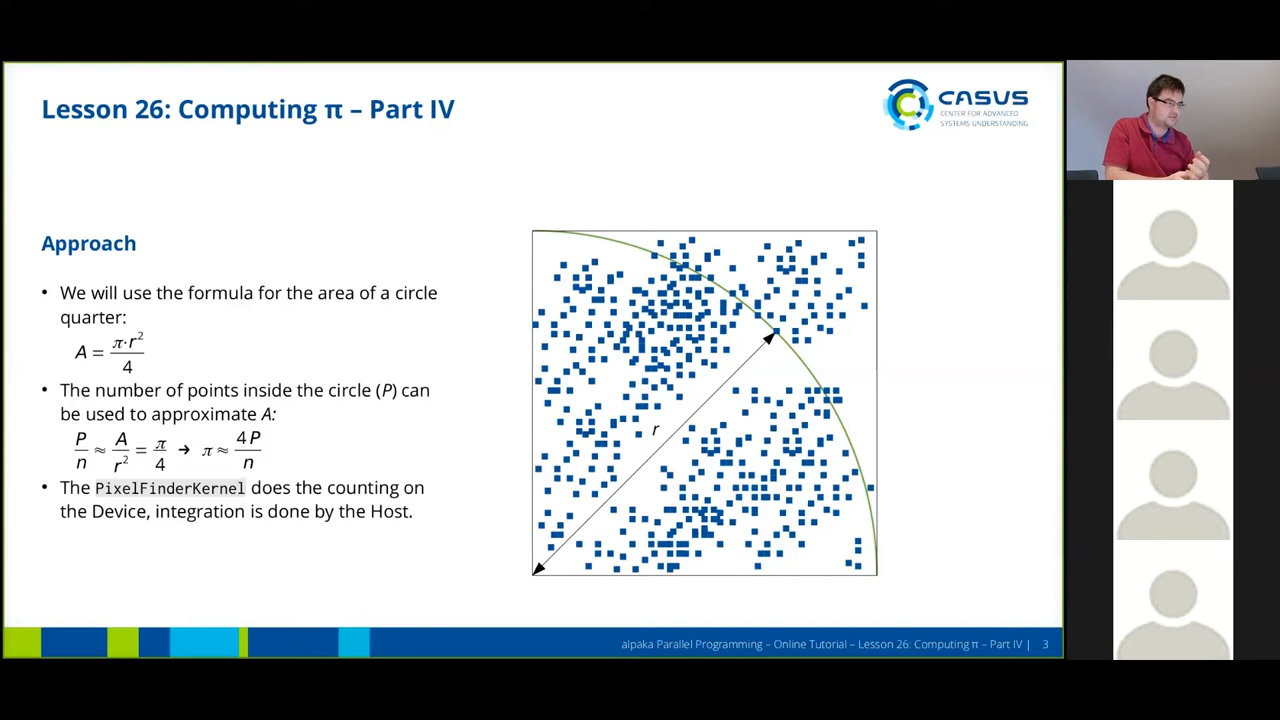 Lesson 26: Computing π – Part IV
CASUS
CENTER FOR ADVANCED
SYSTEMS UNDERSTANDING
Approach
• We will use the formula for the area of a circle
quarter:
A = π·r² / 4
• The number of points inside the circle (P) can
be used to approximate A:
P/n ≈ A/r² = π/4 → π ≈ 4P/n
• The PixelFinderKernel does the counting on
the Device, integration is done by the Host.
r
alpaka Parallel Programming – Online Tutorial – Lesson 26: Computing π – Part IV | 3